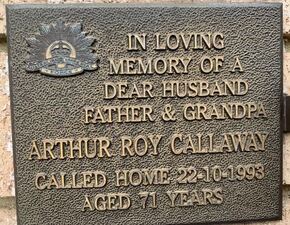 IN LOVING
MEMORY OF A
DEAR HUSBAND
FATHER & GRANDPA
ARTHUR ROY CALLAWAY
CALLED HOME 22-10-1993
AGED 71 YEARS